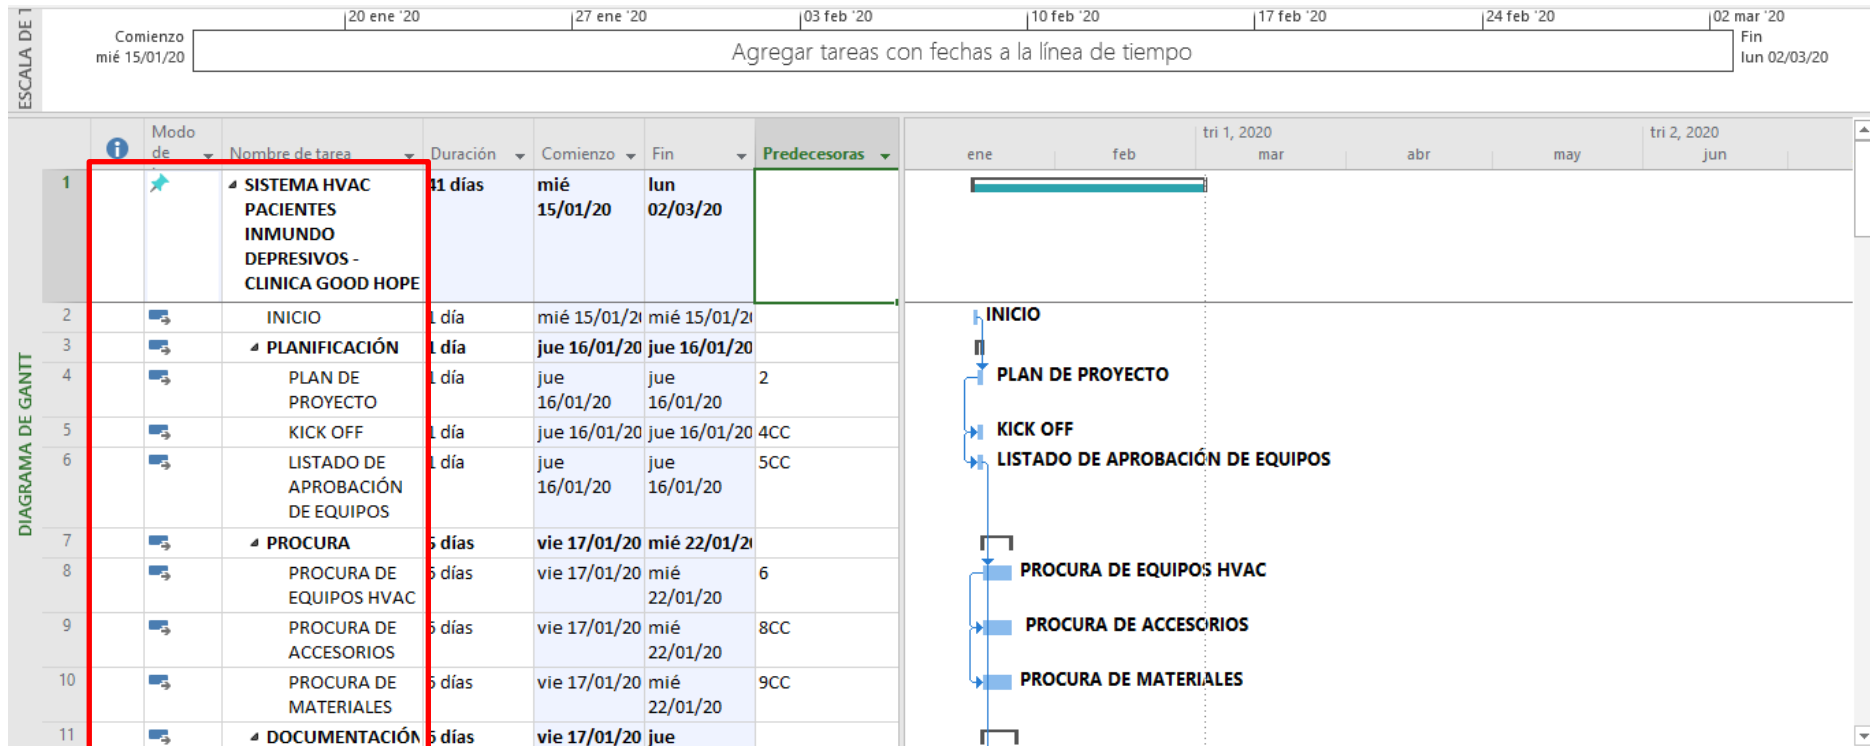 20 ene '20
27 ene '20
03 feb '20
10 feb '20
17 feb '20
24 feb '20
02 mar '20
ESCALA DE T
Comienzo
mié 15/01/20
Agregar tareas con fechas a la línea de tiempo
Fin
lun 02/03/20
DIAGRAMA DE GANTT
Modo
de
Nombre de tarea
Duración
Comienzo
Fin
Predecesoras
tri 1, 2020
tri 2, 2020
ene
feb
mar
abr
may
jun
1
SISTEMA HVAC
PACIENTES
INMUNDO
DEPRESIVOS -
CLINICA GOOD HOPE
41 días
mié
15/01/20
lun
02/03/20
2
INICIO
1 día
mié 15/01/20
mié 15/01/20
INICIO
3
PLANIFICACIÓN
1 día
jue 16/01/20
jue 16/01/20
4
PLAN DE
PROYECTO
1 día
jue
16/01/20
jue
16/01/20
2
PLAN DE PROYECTO
5
KICK OFF
1 día
jue 16/01/20
jue 16/01/20
4CC
KICK OFF
6
LISTADO DE
APROBACIÓN
DE EQUIPOS
1 día
jue
16/01/20
jue
16/01/20
5CC
LISTADO DE APROBACIÓN DE EQUIPOS
7
PROCURA
5 días
vie 17/01/20
mié 22/01/20
8
PROCURA DE
EQUIPOS HVAC
5 días
vie 17/01/20
mié
22/01/20
6
PROCURA DE EQUIPOS HVAC
9
PROCURA DE
ACCESORIOS
5 días
vie 17/01/20
mié
22/01/20
8CC
PROCURA DE ACCESORIOS
10
PROCURA DE
MATERIALES
5 días
vie 17/01/20
mié
22/01/20
9CC
PROCURA DE MATERIALES
11
DOCUMENTACIÓN
días
vie 17/01/20
jue